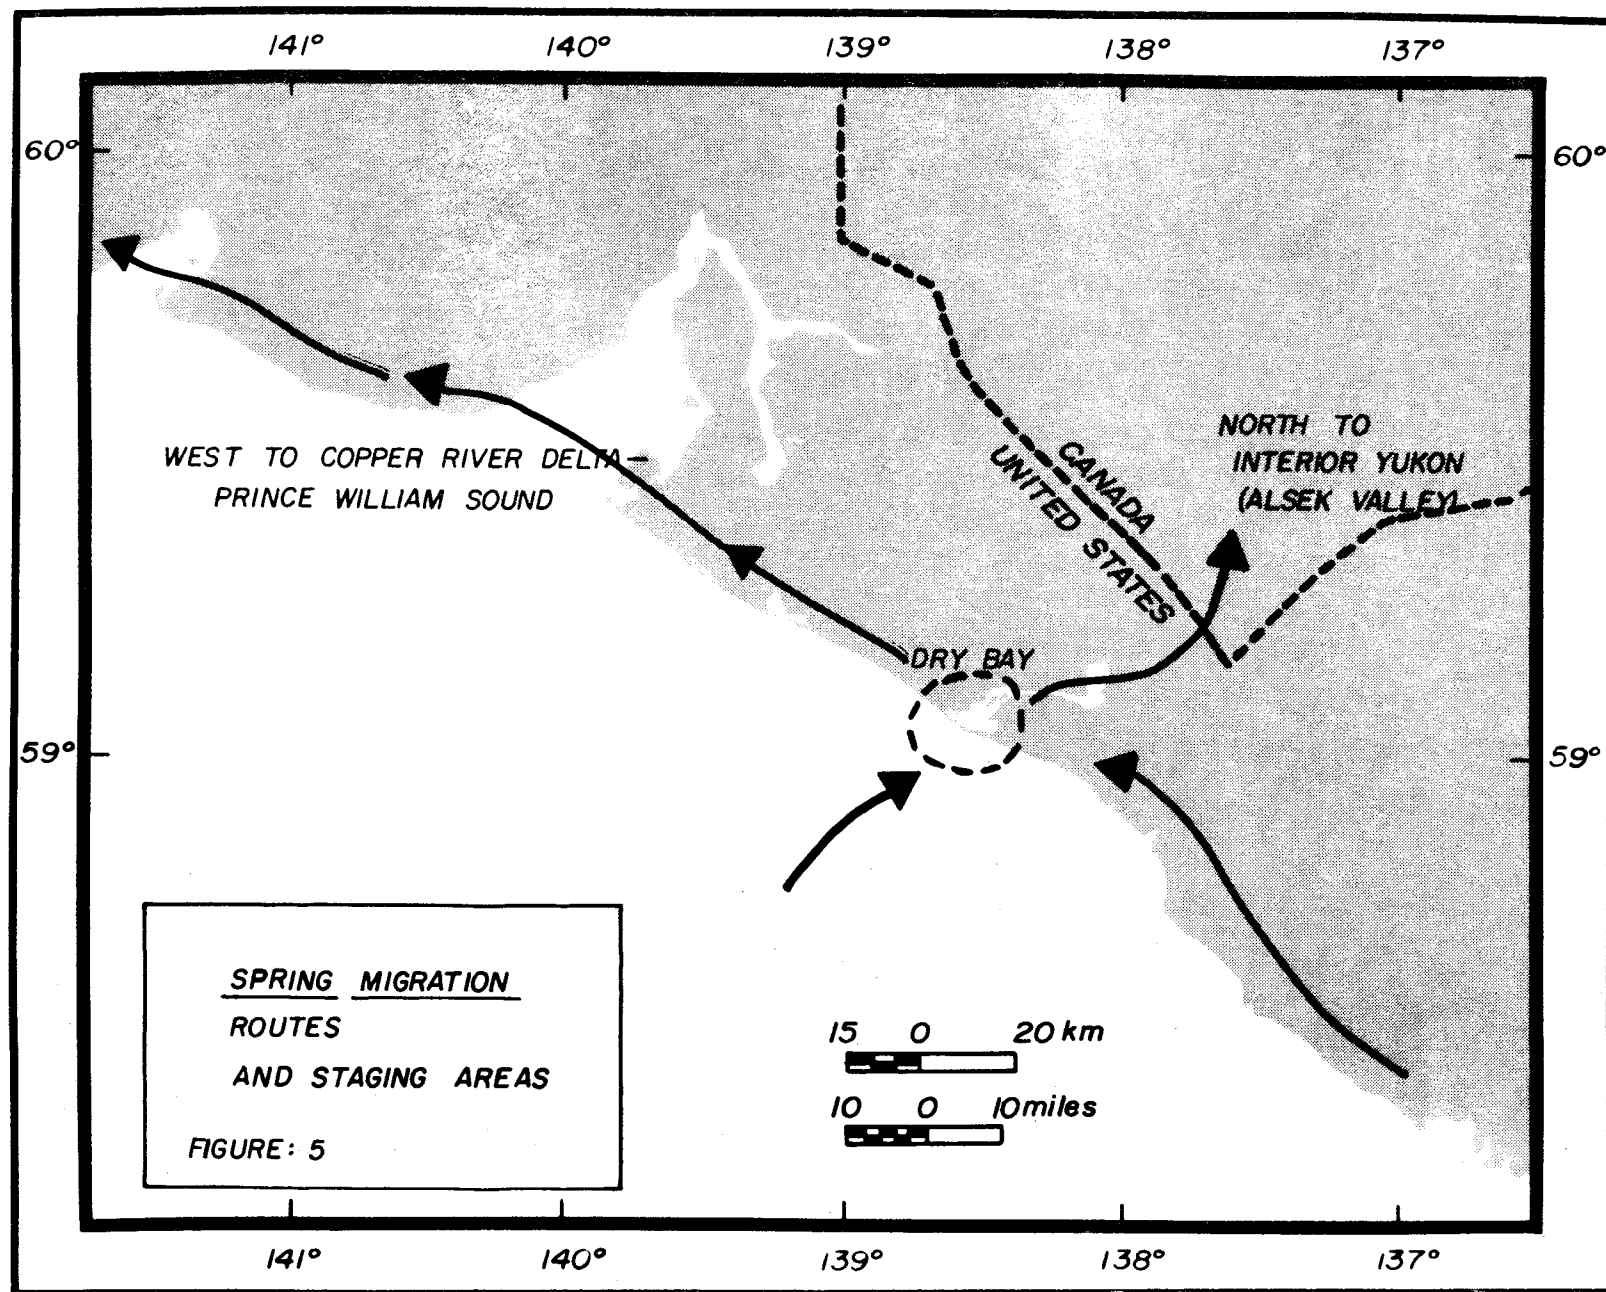 141° 140° 139° 138° 137°
60° 60°
NORTH TO
INTERIOR YUKON
(ALSEK VALLEY)
CANADA
UNITED STATES
WEST TO COPPER RIVER DELTA-
PRINCE WILLIAM SOUND
DRY BAY
59° 59°
SPRING MIGRATION
ROUTES
AND STAGING AREAS
FIGURE: 5
15 0 20 km
10 0 10 miles
141° 140° 139° 138° 137°